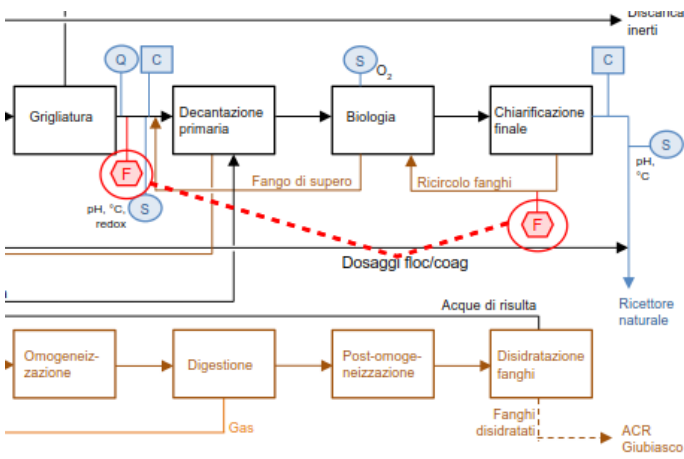 Discarica
inerti
Q
C
S
O2
C
Grigliatura
Decantazione
primaria
Biologia
Chiarificazione
finale
F
S
pH, °C,
redox
Fango di supero
Ricircolo fanghi
F
S
pH,
°C
Dosaggi floc/coag
Acque di risulta
Ricettore
naturale
Omogeneiz-
zazione
Digestione
Post-omoge-
neizzazione
Disidratazione
fanghi
Gas
Fanghi
disidratati
ACR
Giubiasco